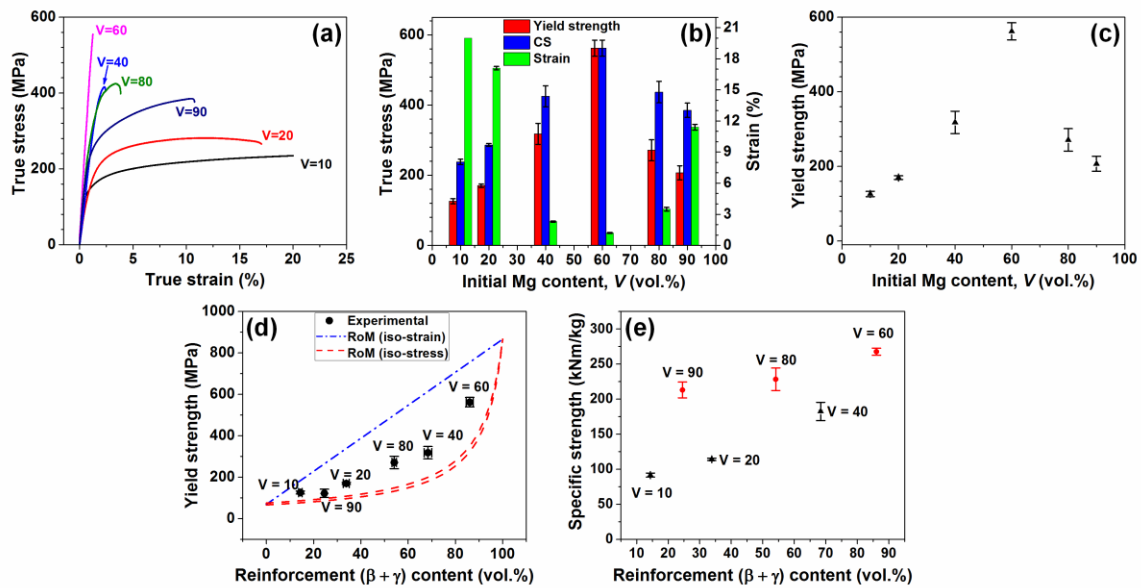 (a)
V=60
V=40
V=80
V=90
V=20
V=10
True stress (MPa)
600
400
200
0
0 5 10 15 20 25
True strain (%)
(b)
Yield strength
CS
Strain
True stress (MPa)
600
400
200
0
21
18
15
12
9
6
3
0
Strain (%)
0 10 20 30 40 50 60 70 80 90 100
Initial Mg content, V (vol.%)
(c)
Yield strength (MPa)
600
400
200
0
0 20 40 60 80 100
Initial Mg content, V (vol.%)
(d)
Experimental
RoM (iso-strain)
RoM (iso-stress)
V = 60
V = 40
V = 80
V = 20
V = 10
V = 90
Yield strength (MPa)
1000
800
600
400
200
0
0 20 40 60 80 100
Reinforcement (β + γ) content (vol.%)
(e)
V = 60
V = 80
V = 90
V = 40
V = 20
V = 10
Specific strength (kNm/kg)
300
250
200
150
100
50
0
10 20 30 40 50 60 70 80 90
Reinforcement (β + γ) content (vol.%)